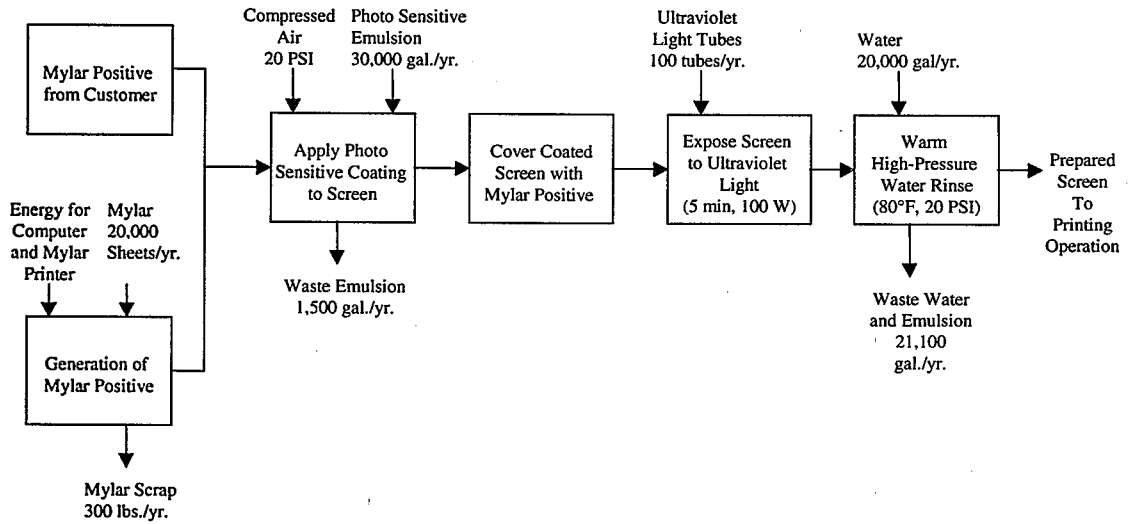 Mylar Positive
from Customer
Energy for
Computer
and Mylar
Printer
Mylar
20,000
Sheets/yr.
Generation of
Mylar Positive
Mylar Scrap
300 lbs./yr.
Compressed
Air
20 PSI
Photo Sensitive
Emulsion
30,000 gal./yr.
Apply Photo
Sensitive Coating
to Screen
Waste Emulsion
1,500 gal./yr.
Cover Coated
Screen with
Mylar Positive
Ultraviolet
Light Tubes
100 tubes/yr.
Expose Screen
to Ultraviolet
Light
(5 min, 100 W)
Water
20,000 gal/yr.
Warm
High-Pressure
Water Rinse
(80°F, 20 PSI)
Waste Water
and Emulsion
21,100
gal./yr.
Prepared
Screen
To
Printing
Operation